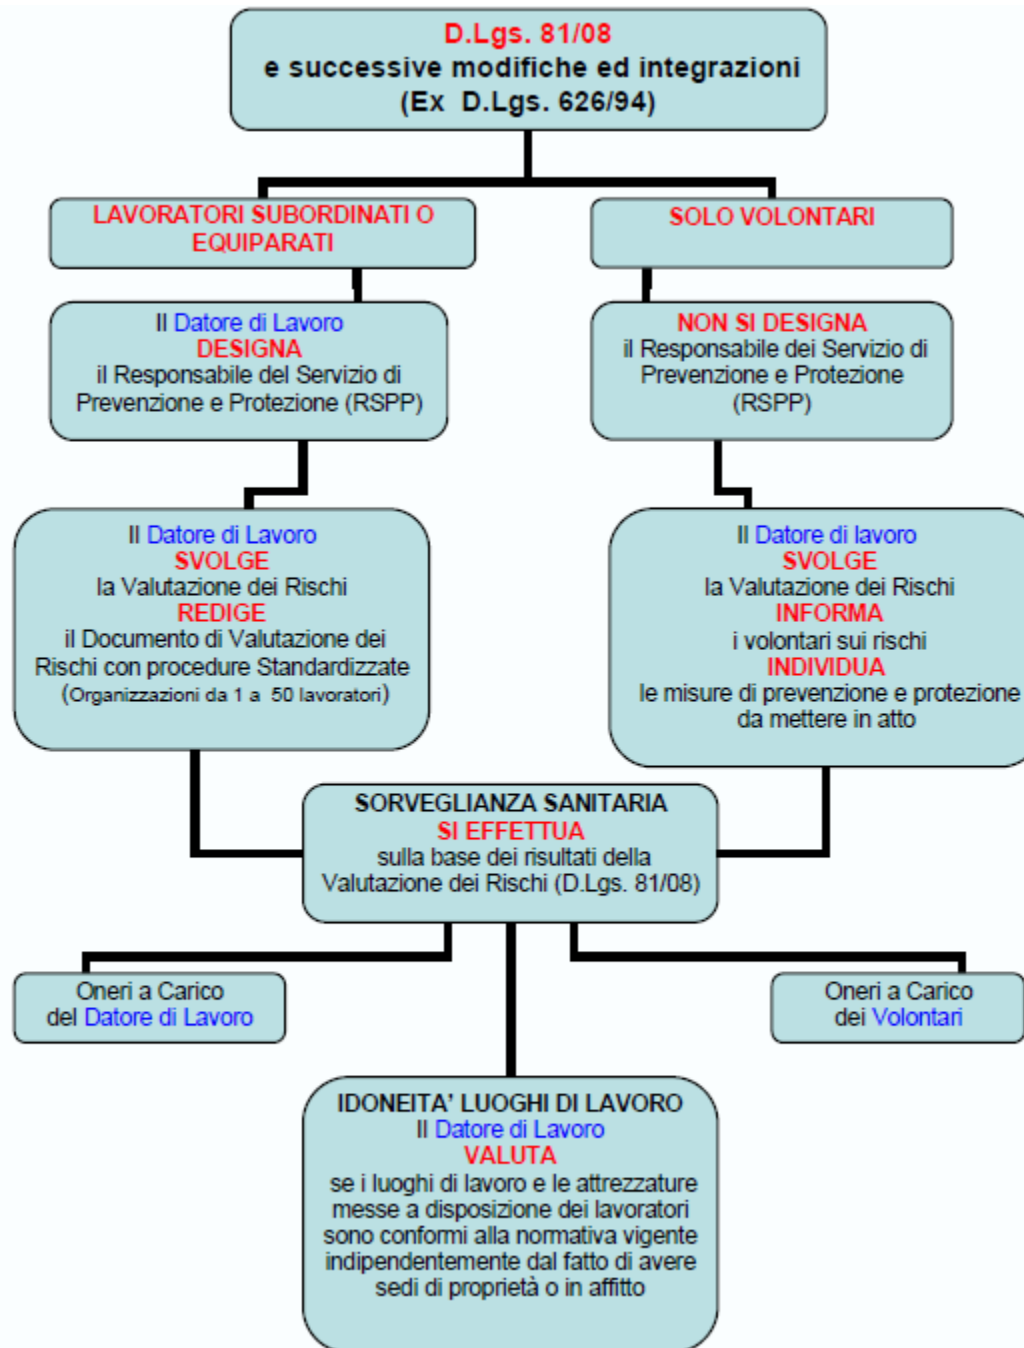 D.Lgs. 81/08
e successive modifiche ed integrazioni
(Ex D.Lgs. 626/94)
LAVORATORI SUBORDINATI O
EQUIPARATI
SOLO VOLONTARI
Il Datore di Lavoro
DESIGNA
il Responsabile del Servizio di
Prevenzione e Protezione (RSPP)
NON SI DESIGNA
il Responsabile dei Servizio di
Prevenzione e Protezione
(RSPP)
Il Datore di Lavoro
SVOLGE
la Valutazione dei Rischi
REDIGE
il Documento di Valutazione dei
Rischi con procedure Standardizzate
(Organizzazioni da 1 a 50 lavoratori)
Il Datore di lavoro
SVOLGE
la Valutazione dei Rischi
INFORMA
i volontari sui rischi
INDIVIDUA
le misure di prevenzione e protezione
da mettere in atto
SORVEGLIANZA SANITARIA
SI EFFETTUA
sulla base dei risultati della
Valutazione dei Rischi (D.Lgs. 81/08)
Oneri a Carico
del Datore di Lavoro
Oneri a Carico
dei Volontari
IDONEITA' LUOGHI DI LAVORO
Il Datore di Lavoro
VALUTA
se i luoghi di lavoro e le attrezzature
messe a disposizione dei lavoratori
sono conformi alla normativa vigente
indipendentemente dal fatto di avere
sedi di proprietà o in affitto